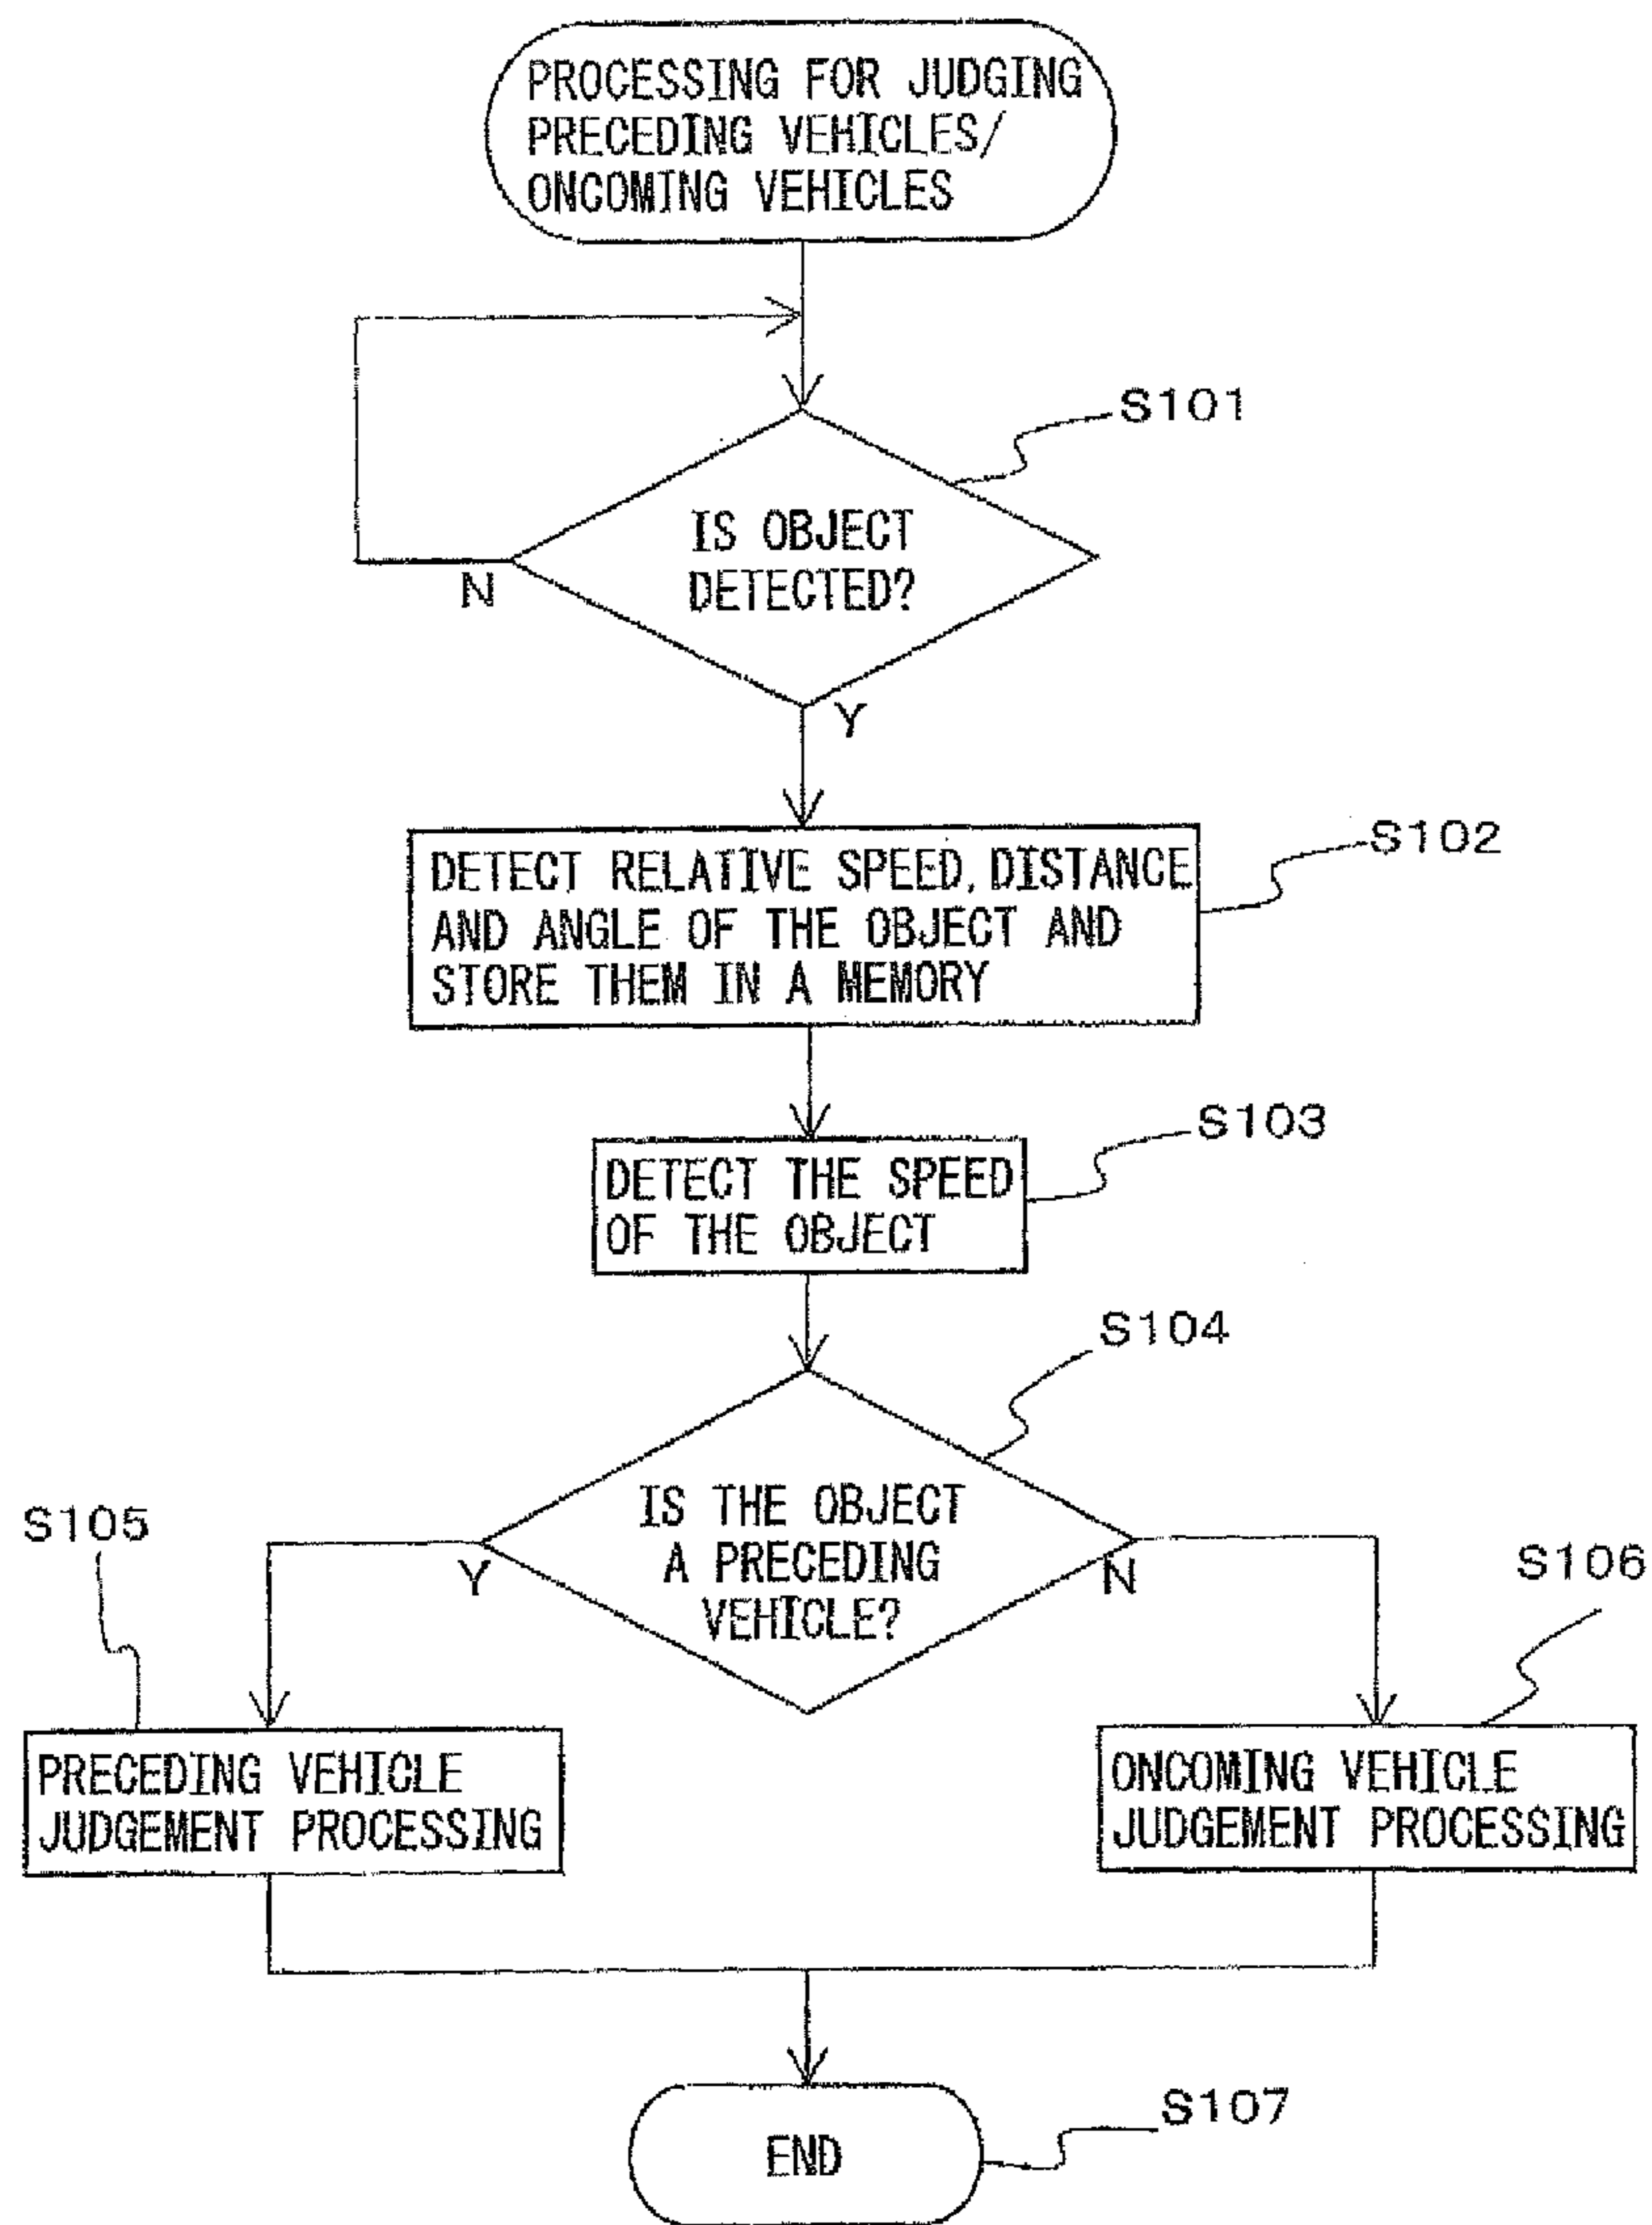 PROCESSING FOR JUDGING
PRECEDING VEHICLES/
ONCOMING VEHICLES
S101
IS OBJECT
DETECTED?
N
Y
S102
DETECT RELATIVE SPEED, DISTANCE
AND ANGLE OF THE OBJECT AND
STORE THEM IN A MEMORY
S103
DETECT THE SPEED
OF THE OBJECT
S104
IS THE OBJECT
A PRECEDING
VEHICLE?
Y
N
S105
PRECEDING VEHICLE
JUDGEMENT PROCESSING
S106
ONCOMING VEHICLE
JUDGEMENT PROCESSING
S107
END